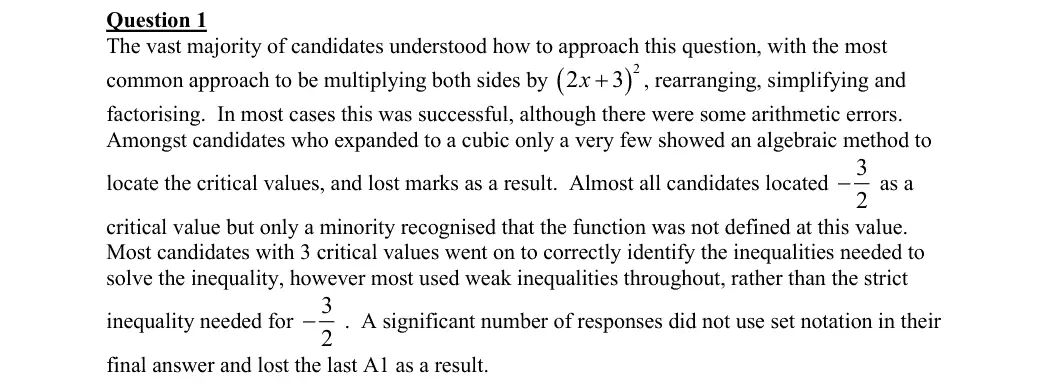 Question 1
The vast majority of candidates understood how to approach this question, with the most
common approach to be multiplying both sides by (2x+3)², rearranging, simplifying and
factorising.  In most cases this was successful, although there were some arithmetic errors.
Amongst candidates who expanded to a cubic only a very few showed an algebraic method to
locate the critical values, and lost marks as a result.  Almost all candidates located −3/2 as a
critical value but only a minority recognised that the function was not defined at this value.
Most candidates with 3 critical values went on to correctly identify the inequalities needed to
solve the inequality, however most used weak inequalities throughout, rather than the strict
inequality needed for −3/2 .  A significant number of responses did not use set notation in their
final answer and lost the last A1 as a result.